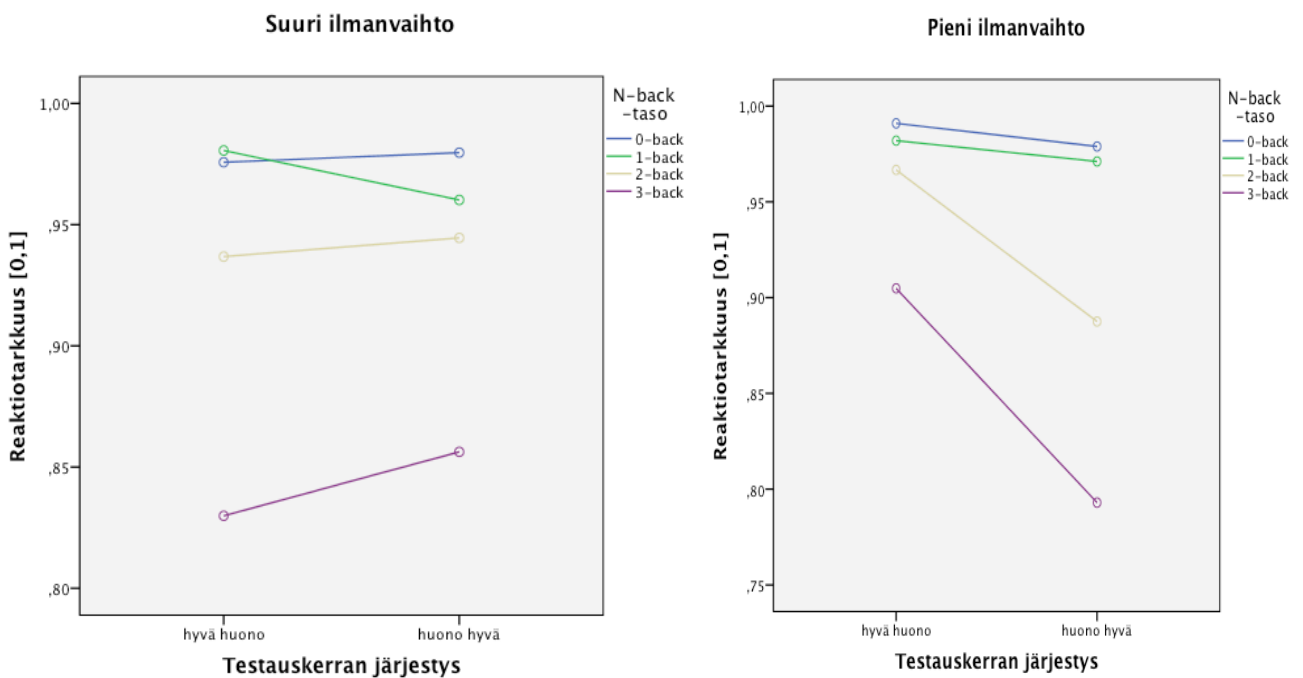 Suuri ilmanvaihto
1,00
,95
,90
,85
,80
Reaktiotarkkuus [0,1]
hyvä huono
huono hyvä
Testauskerran järjestys
N-back
-taso
0-back
1-back
2-back
3-back
Pieni ilmanvaihto
1,00
,95
,90
,85
,80
,75
Reaktiotarkkuus [0,1]
hyvä huono
huono hyvä
Testauskerran järjestys
N-back
-taso
0-back
1-back
2-back
3-back